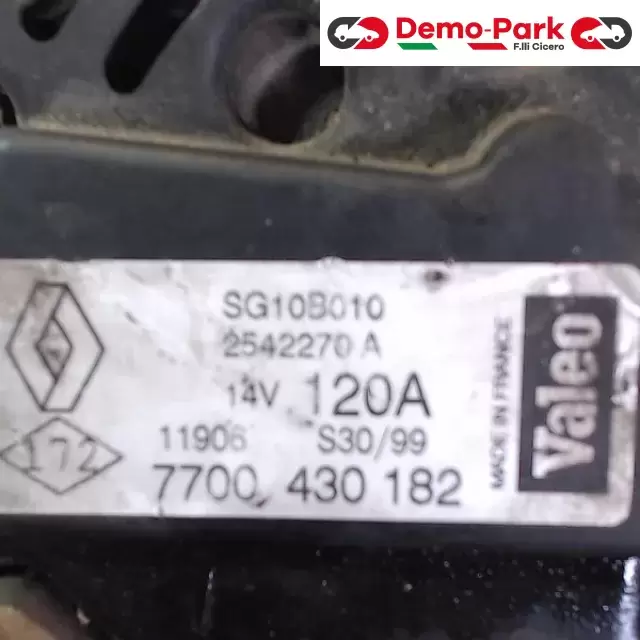 Demo-Park
F.lli Cicero
SG10B010
2542270 A
14V 120A
11906 S30/99
7700 430 182
172
MADE IN FRANCE
Valeo